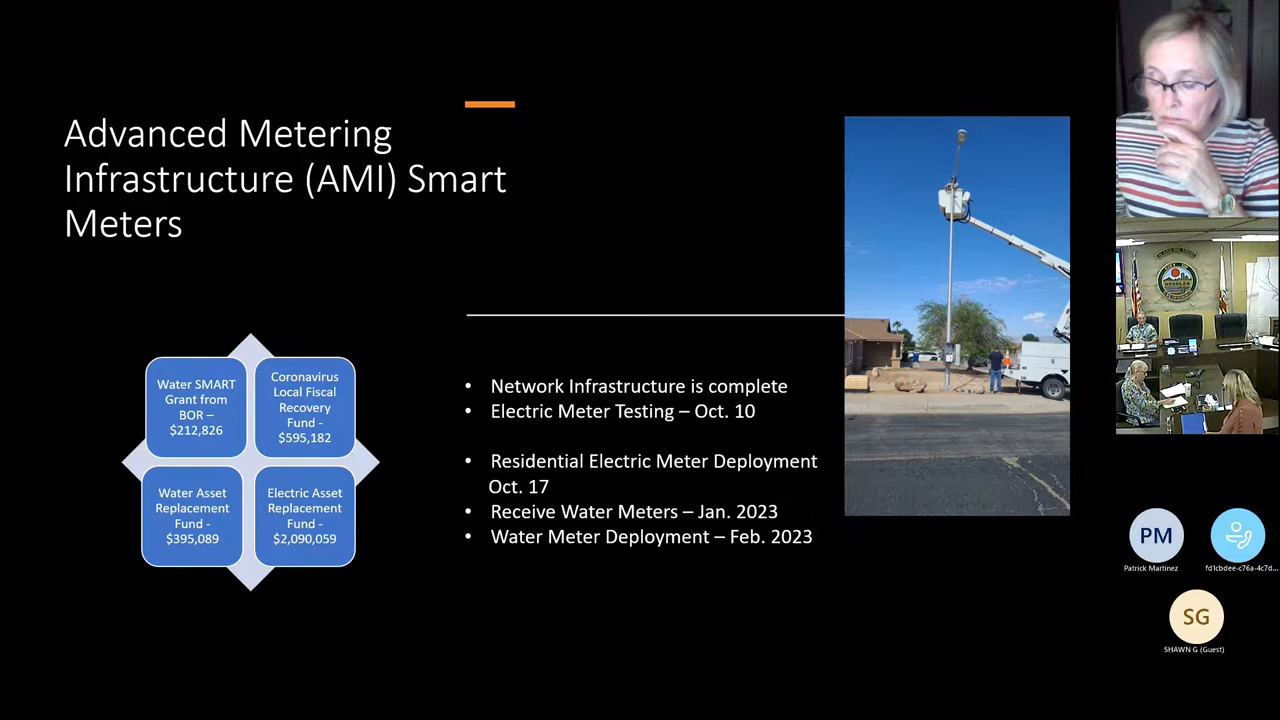 Advanced Metering
Infrastructure (AMI) Smart
Meters
Water SMART
Grant from
BOR –
$212,826
Coronavirus
Local Fiscal
Recovery
Fund -
$595,182
Water Asset
Replacement
Fund -
$395,089
Electric Asset
Replacement
Fund -
$2,090,059
• Network Infrastructure is complete
• Electric Meter Testing – Oct. 10
• Residential Electric Meter Deployment
Oct. 17
• Receive Water Meters – Jan. 2023
• Water Meter Deployment – Feb. 2023
NEEDLES
PM
Patrick Martinez
fd1cbdee-c76a-4c7d...
SG
SHAWN G (Guest)